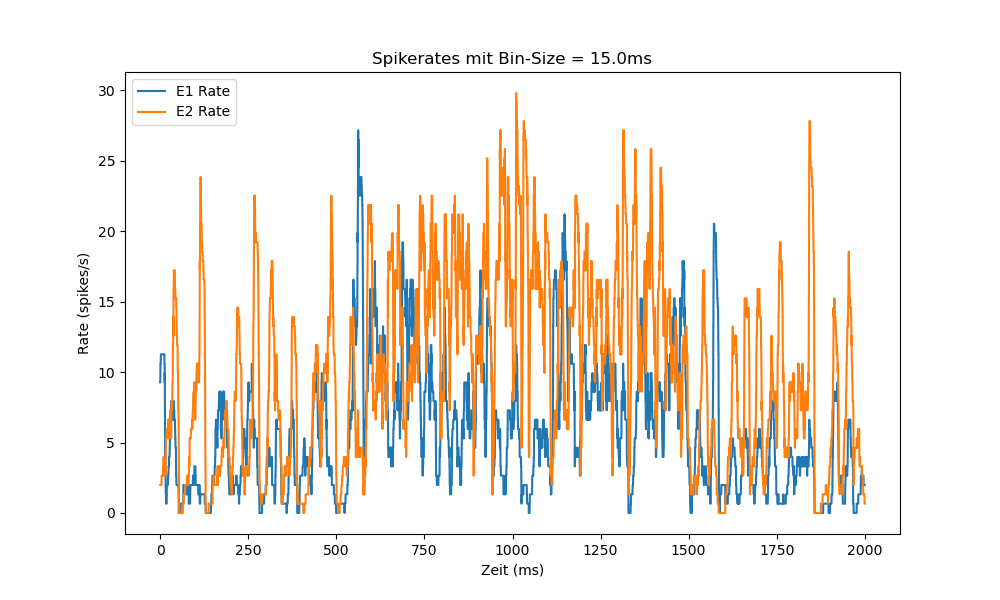 Spikerates mit Bin-Size = 15.0ms
E1 Rate
E2 Rate
30
25
20
15
10
5
0
Rate (spikes/s)
0 250 500 750 1000 1250 1500 1750 2000
Zeit (ms)